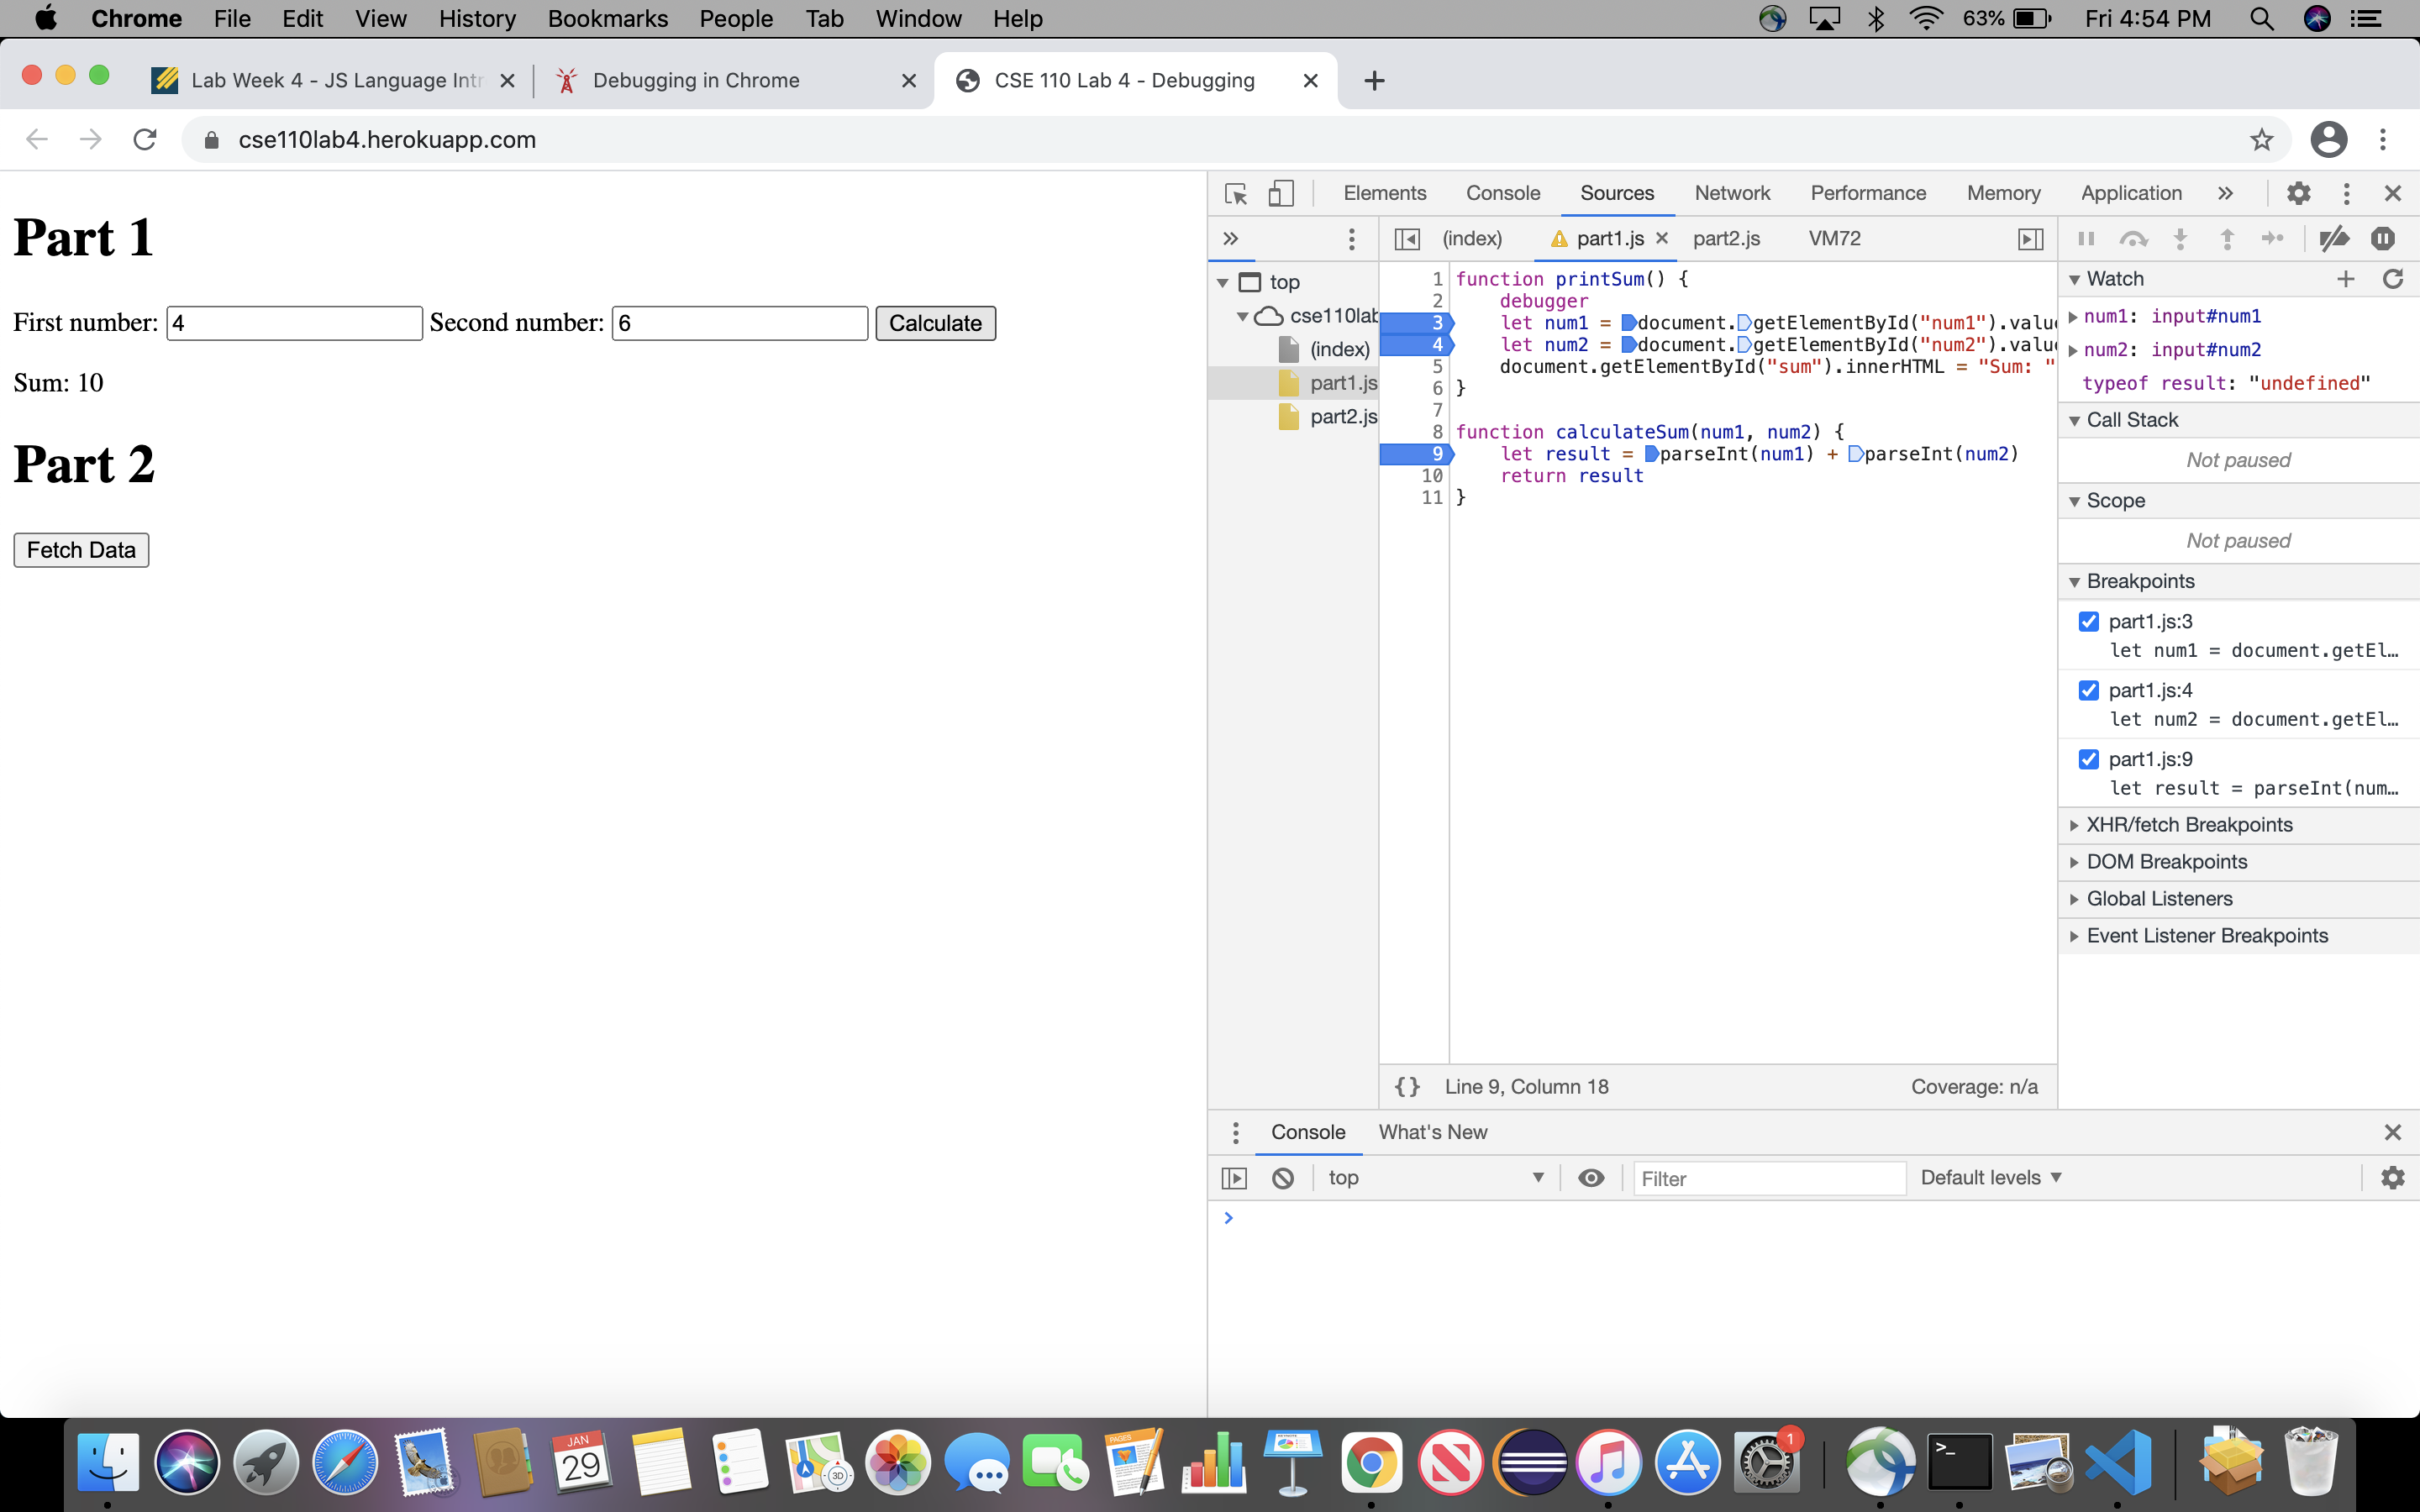 Chrome File Edit View History Bookmarks People Tab Window Help 63% Fri 4:54 PM
Lab Week 4 - JS Language Intr Debugging in Chrome CSE 110 Lab 4 - Debugging
cse110lab4.herokuapp.com
Part 1
First number: 4 Second number: 6 Calculate
Sum: 10
Part 2
Fetch Data
Elements Console Sources Network Performance Memory Application
(index) part1.js part2.js VM72
top
cse110lab
(index)
part1.js
part2.js
1 function printSum() {
2 debugger
3 let num1 = document.getElementById("num1").valu
4 let num2 = document.getElementById("num2").valu
5 document.getElementById("sum").innerHTML = "Sum: "
6 }
7
8 function calculateSum(num1, num2) {
9 let result = parseInt(num1) + parseInt(num2)
10 return result
11 }
{} Line 9, Column 18 Coverage: n/a
Watch
num1: input#num1
num2: input#num2
typeof result: "undefined"
Call Stack
Not paused
Scope
Not paused
Breakpoints
part1.js:3
let num1 = document.getEl…
part1.js:4
let num2 = document.getEl…
part1.js:9
let result = parseInt(num…
XHR/fetch Breakpoints
DOM Breakpoints
Global Listeners
Event Listener Breakpoints
Console What's New
top Filter Default levels
JAN
29
PAGES
3D
1
>_